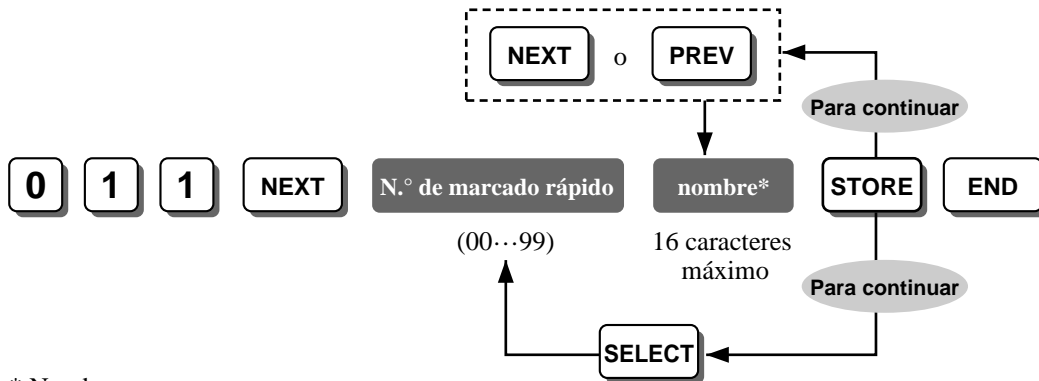 NEXT o PREV
Para continuar
0 1 1 NEXT N.° de marcado rápido nombre* STORE END
(00···99) 16 caracteres
máximo
Para continuar
SELECT